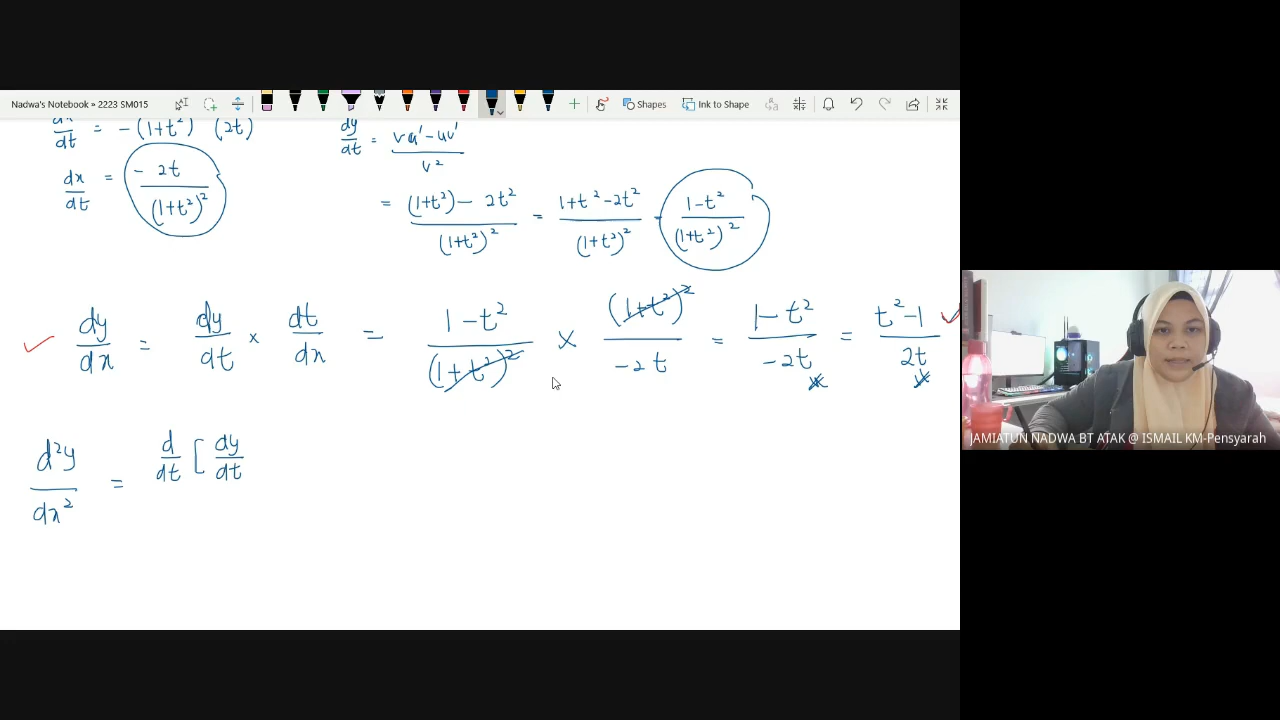 Nadwa's Notebook » 2223 SM015
Shapes
Ink to Shape
dx/dt = -(1+t²) (2t)
dx/dt = -2t/(1+t²)²
dy/dt = vu' - uv'/v²
= (1+t²) - 2t²/(1+t²)² = 1+t²-2t²/(1+t²)² = 1-t²/(1+t²)²
dy/dx = dy/dt × dt/dx = 1-t²/(1+t²)² × (1+t²)²/-2t = 1-t²/-2t = t²-1/2t
d²y/dx² = d/dt [dy/dt
JAMIATUN NADWA BT ATAK @ ISMAIL KM-Pensyarah